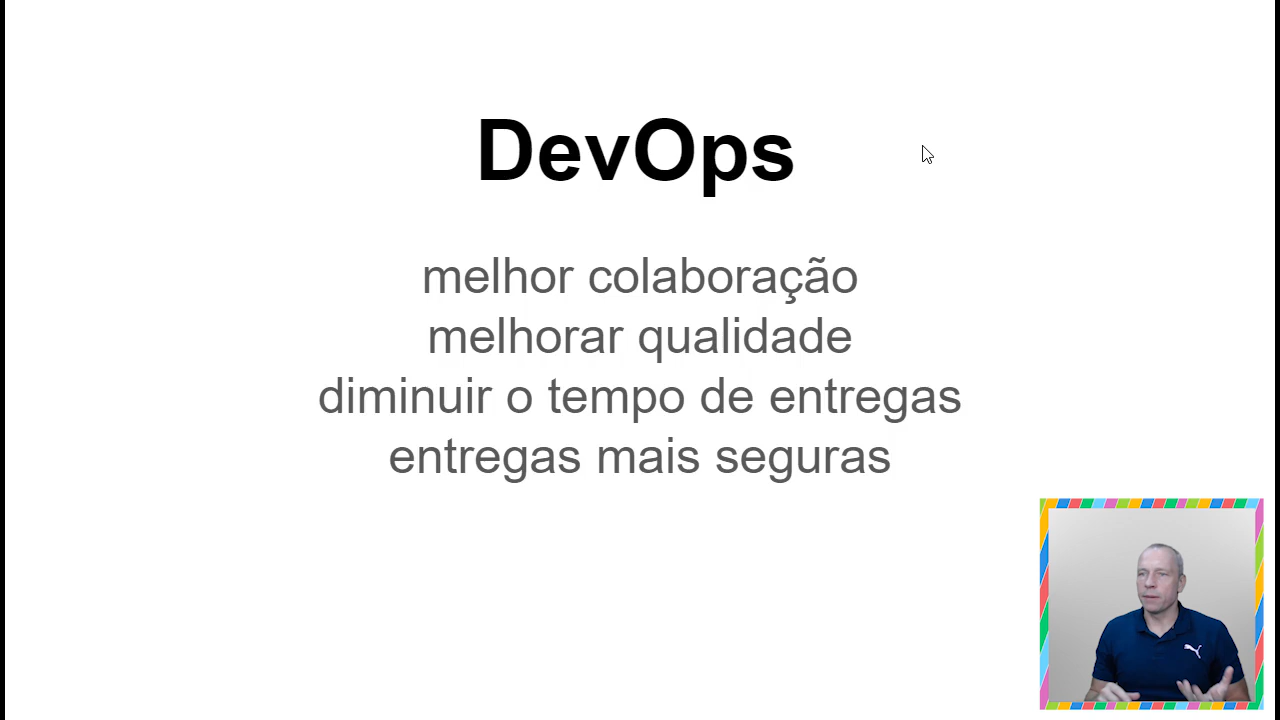 DevOps
melhor colaboração
melhorar qualidade
diminuir o tempo de entregas
entregas mais seguras